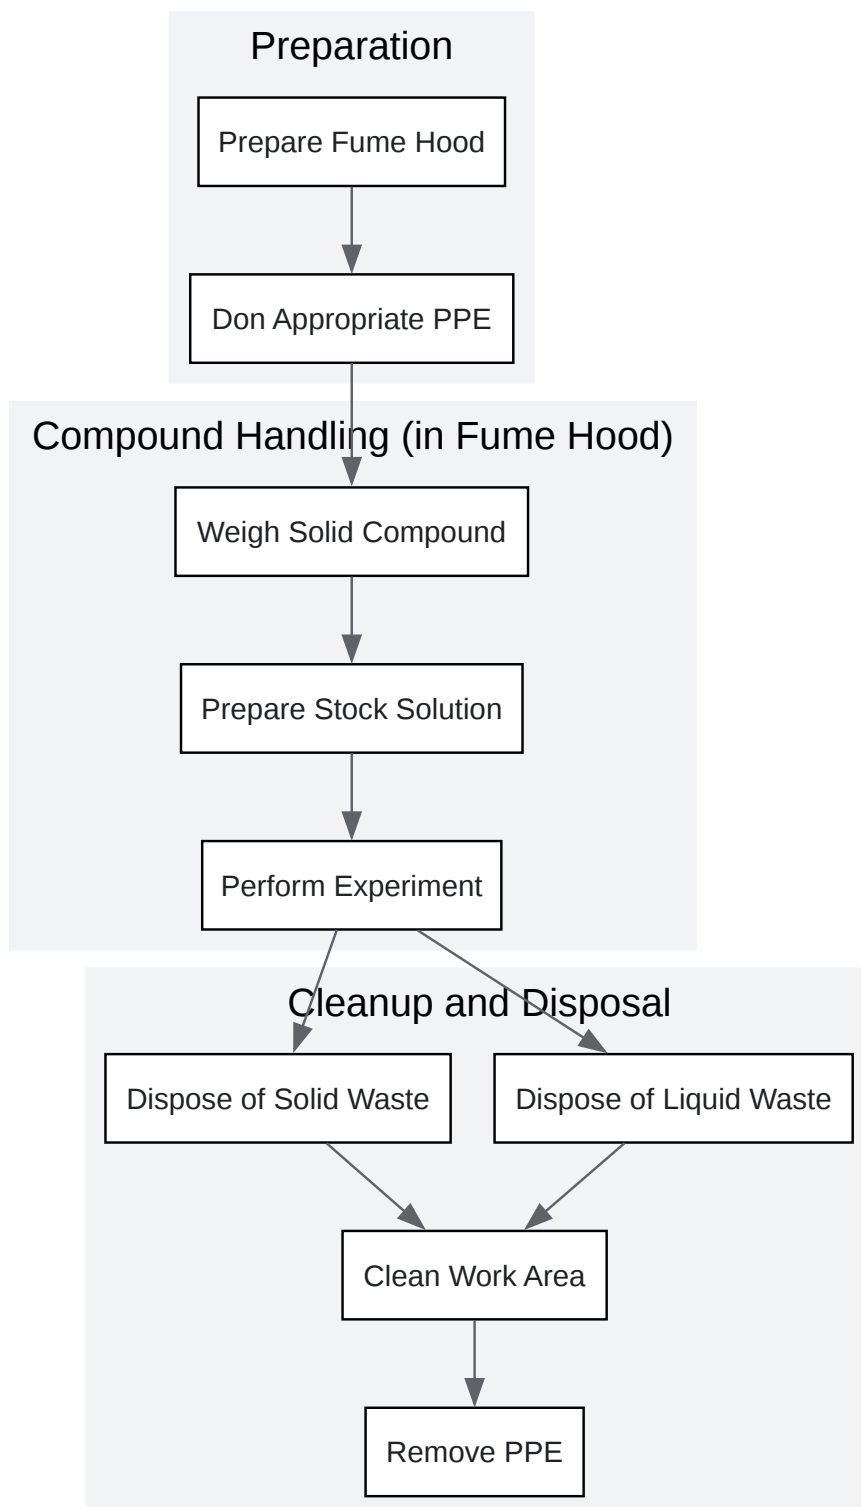 Preparation
Prepare Fume Hood
Don Appropriate PPE
Compound Handling (in Fume Hood)
Weigh Solid Compound
Prepare Stock Solution
Perform Experiment
Cleanup and Disposal
Dispose of Solid Waste
Dispose of Liquid Waste
Clean Work Area
Remove PPE